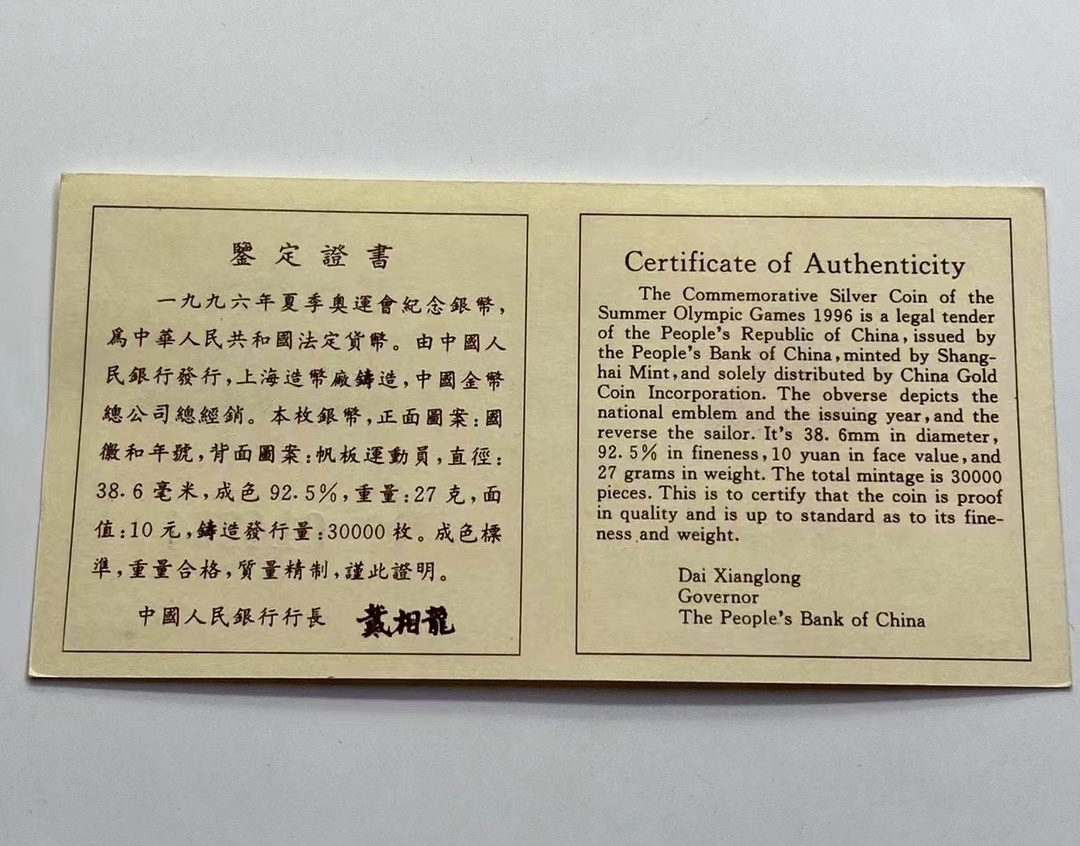 鑒定證書
一九九六年夏季奧運會紀念銀幣，
爲中華人民共和國法定貨幣。由中國人
民銀行發行，上海造幣廠鑄造，中國金幣
總公司總經銷。本枚銀幣，正面圖案：國
徽和年號，背面圖案：帆板運動員，直徑：
38.6毫米，成色92.5%，重量：27克，面
值：10元，鑄造發行量：30000枚。成色標
準，重量合格，質量精制，謹此證明。
中國人民銀行行長 戴相龍
Certificate of Authenticity
The Commemorative Silver Coin of the
Summer Olympic Games 1996 is a legal tender
of the People's Republic of China, issued by
the People's Bank of China, minted by Shang-
hai Mint, and solely distributed by China Gold
Coin Incorporation. The obverse depicts the
national emblem and the issuing year, and the
reverse the sailor. It's 38.6mm in diameter,
92.5% in fineness, 10 yuan in face value, and
27 grams in weight. The total mintage is 30000
pieces. This is to certify that the coin is proof
in quality and is up to standard as to its fine-
ness and weight.
Dai Xianglong
Governor
The People's Bank of China